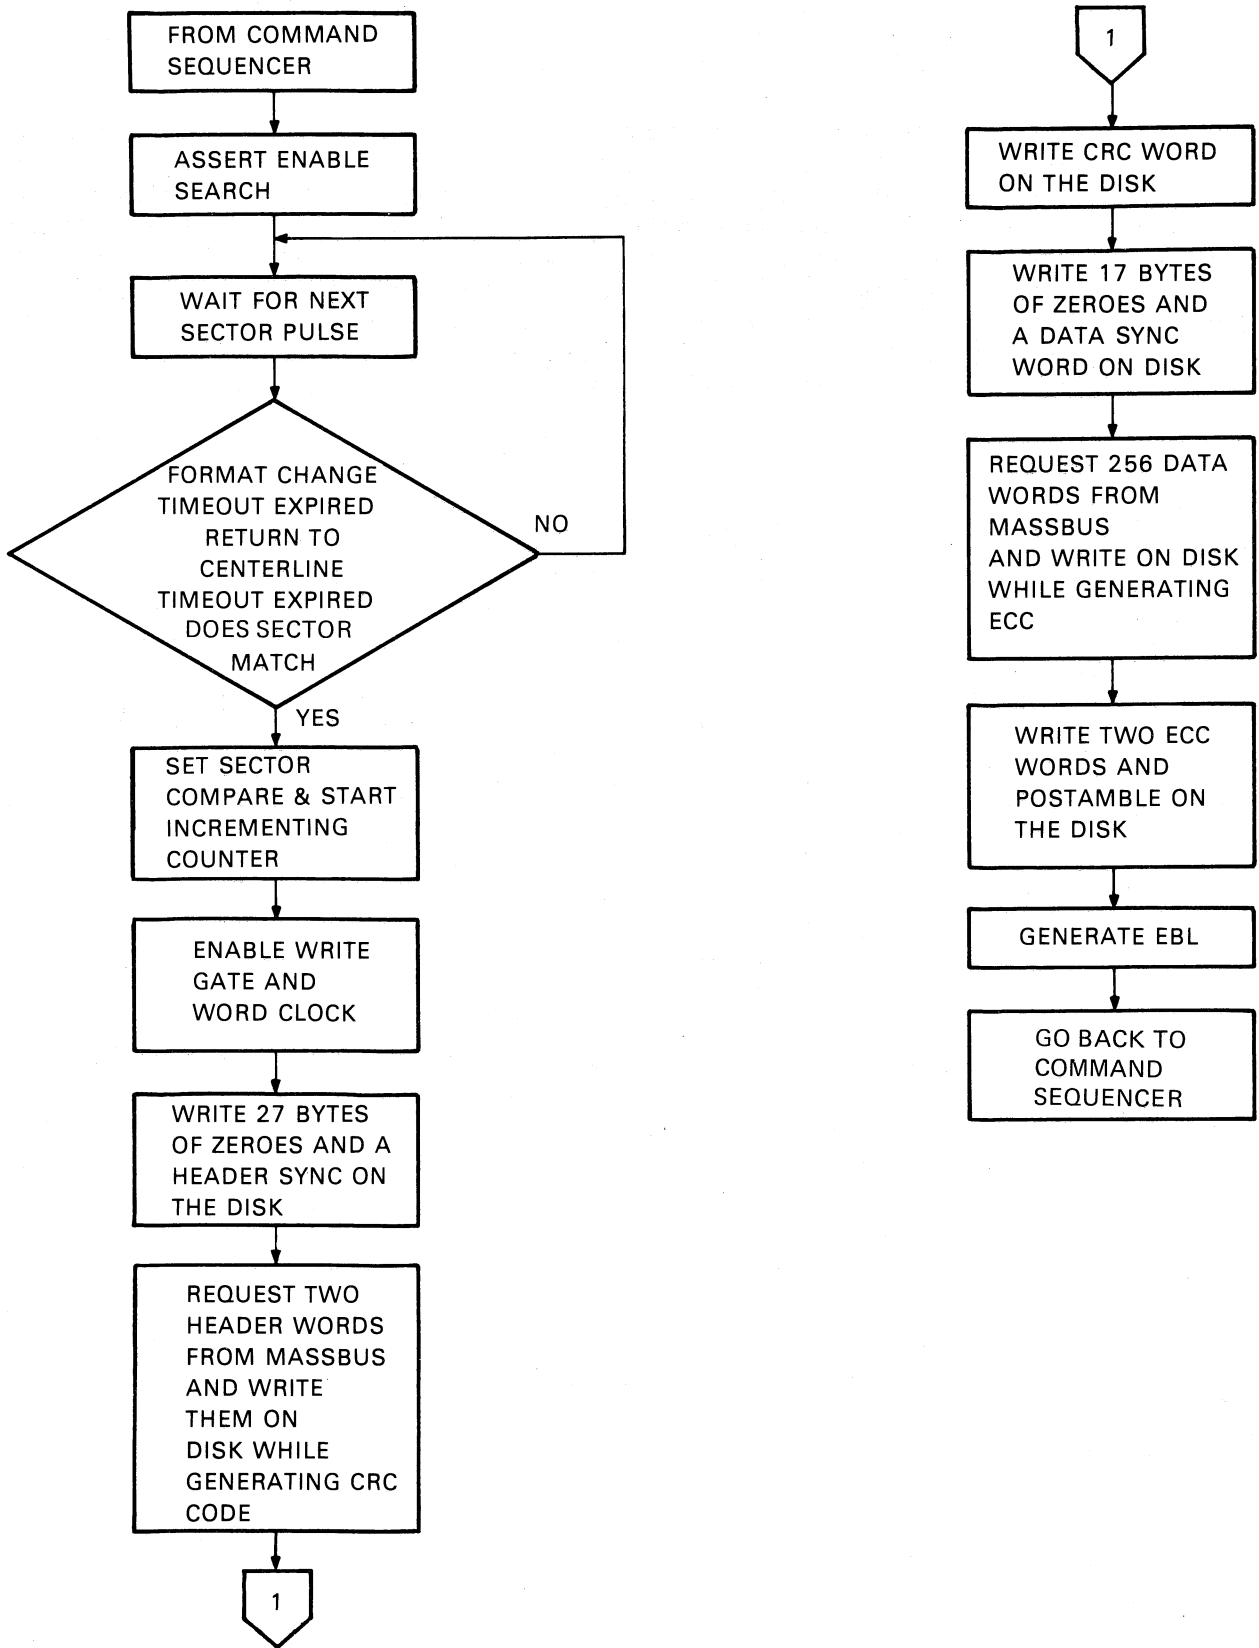 FROM COMMAND
SEQUENCER
ASSERT ENABLE
SEARCH
WAIT FOR NEXT
SECTOR PULSE
FORMAT CHANGE
TIMEOUT EXPIRED
RETURN TO
CENTERLINE
TIMEOUT EXPIRED
DOES SECTOR
MATCH
NO
YES
SET SECTOR
COMPARE & START
INCREMENTING
COUNTER
ENABLE WRITE
GATE AND
WORD CLOCK
WRITE 27 BYTES
OF ZEROES AND A
HEADER SYNC ON
THE DISK
REQUEST TWO
HEADER WORDS
FROM MASSBUS
AND WRITE
THEM ON
DISK WHILE
GENERATING CRC
CODE
1
1
WRITE CRC WORD
ON THE DISK
WRITE 17 BYTES
OF ZEROES AND
A DATA SYNC
WORD ON DISK
REQUEST 256 DATA
WORDS FROM
MASSBUS
AND WRITE ON DISK
WHILE GENERATING
ECC
WRITE TWO ECC
WORDS AND
POSTAMBLE ON
THE DISK
GENERATE EBL
GO BACK TO
COMMAND
SEQUENCER